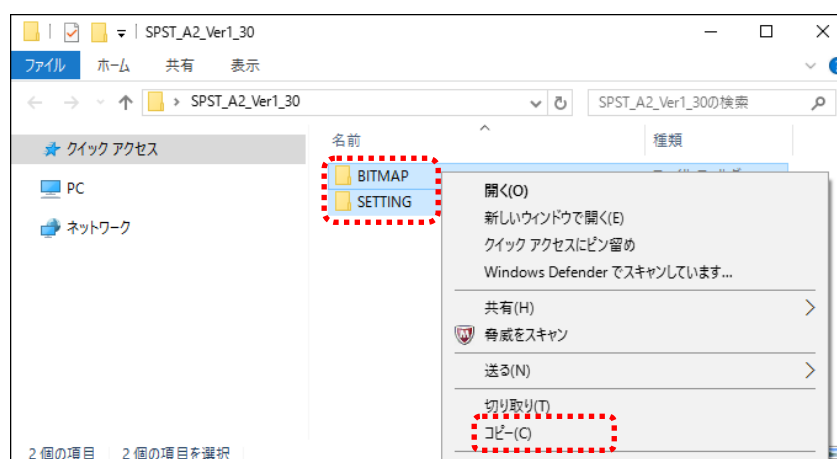 SPST_A2_Ver1_30
ファイル ホーム 共有 表示
SPST_A2_Ver1_30 SPST_A2_Ver1_30の検索
クイック アクセス
PC
ネットワーク
名前 種類
BITMAP
SETTING
開く(O)
新しいウィンドウで開く(E)
クイック アクセスにピン留め
Windows Defender でスキャンしています...
共有(H)
脅威をスキャン
送る(N)
切り取り(T)
コピー(C)
2 個の項目 2 個の項目を選択